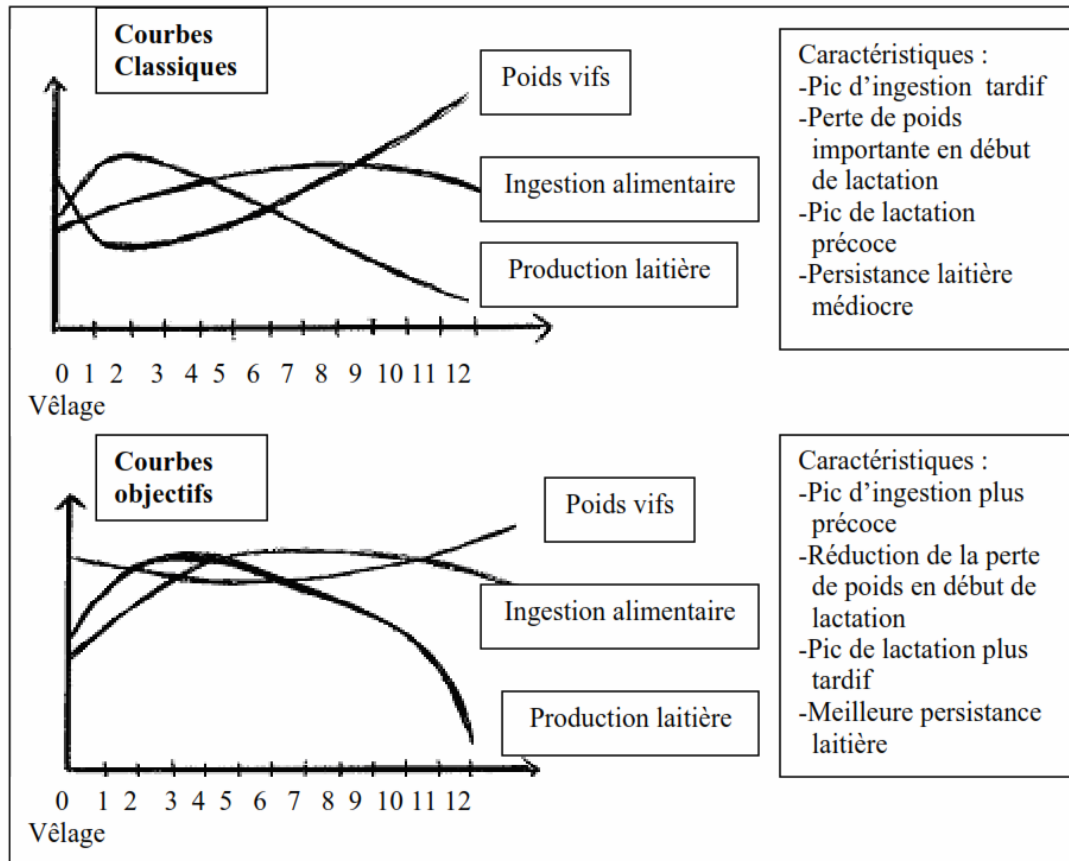 Courbes
Classiques
Poids vifs
Ingestion alimentaire
Production laitière
Caractéristiques :
-Pic d’ingestion tardif
-Perte de poids
importante en début
de lactation
-Pic de lactation
précoce
-Persistance laitière
médiocre
0 1 2 3 4 5 6 7 8 9 10 11 12
Vêlage
Courbes
objectifs
Poids vifs
Ingestion alimentaire
Production laitière
Caractéristiques :
-Pic d’ingestion plus
précoce
-Réduction de la perte
de poids en début de
lactation
-Pic de lactation plus
tardif
-Meilleure persistance
laitière
0 1 2 3 4 5 6 7 8 9 10 11 12
Vêlage